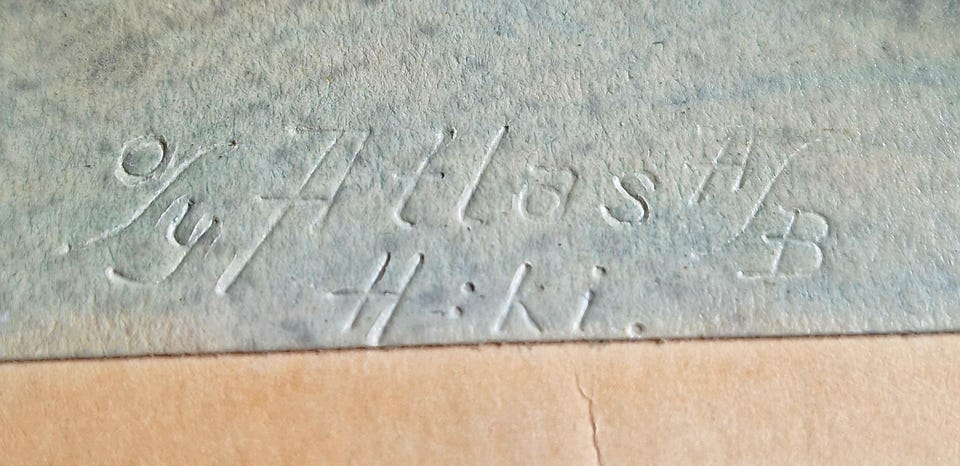 O/y Atlas A/B
H:ki.